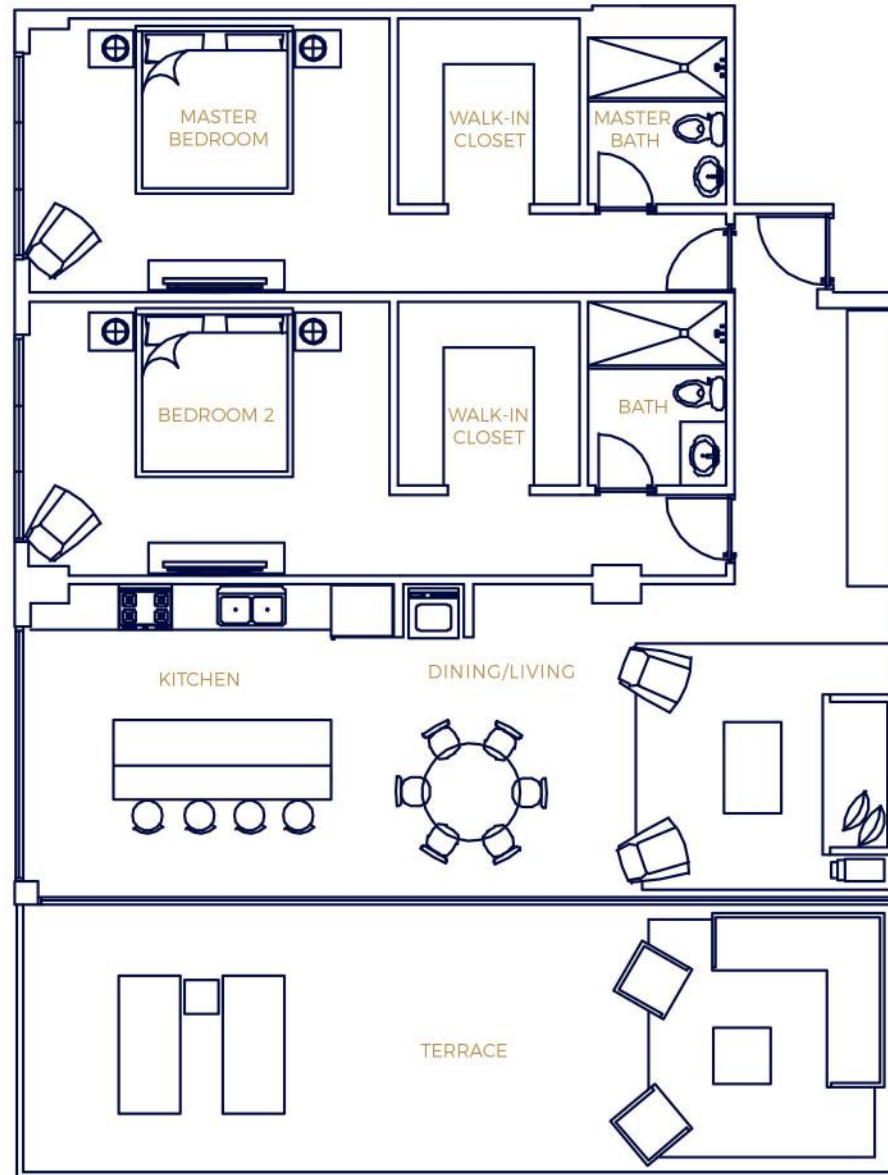 MASTER
BEDROOM
WALK-IN
CLOSET
MASTER
BATH
BEDROOM 2
WALK-IN
CLOSET
BATH
KITCHEN
DINING/LIVING
TERRACE